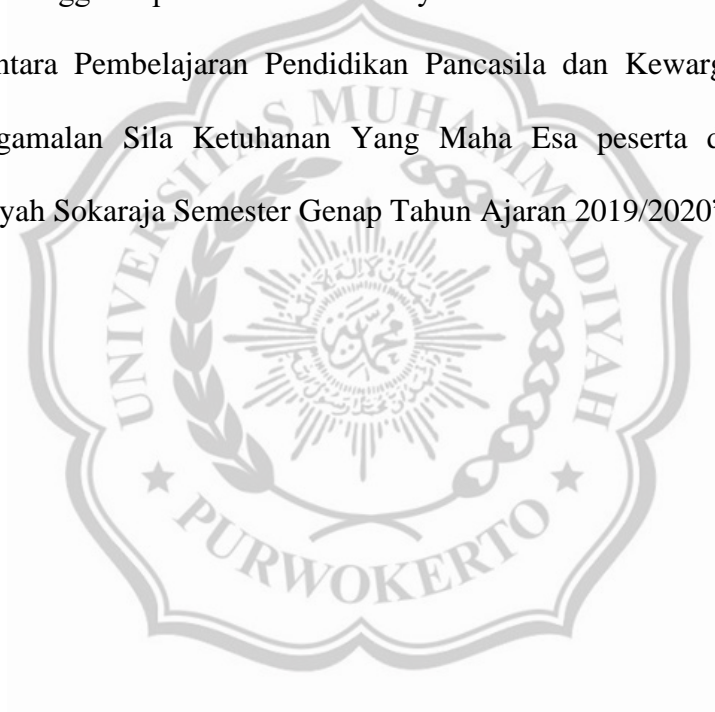 ntara Pembelajaran Pendidikan Pancasila dan Kewarg
gamalan Sila Ketuhanan Yang Maha Esa peserta d
yah Sokaraja Semester Genap Tahun Ajaran 2019/2020
UNIVERSITAS MUHAMMADIYAH
PURWOKERTO